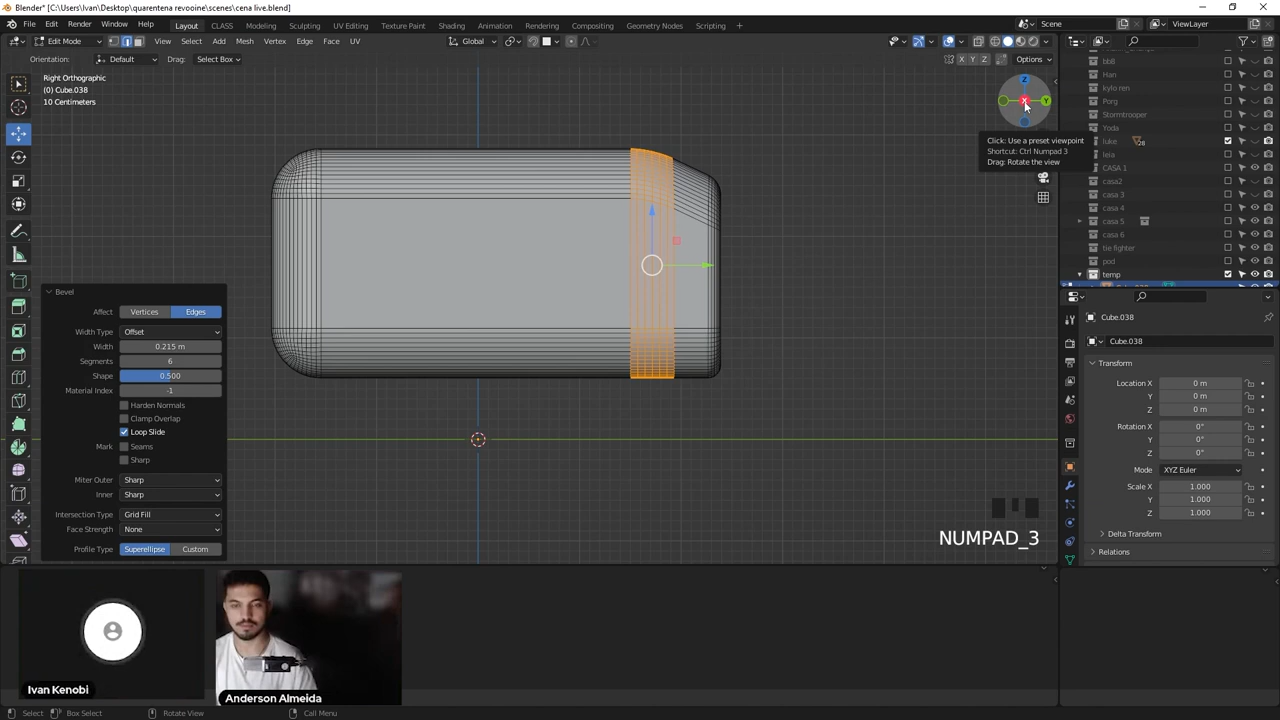 Blender* [C:\Users\Ivan\Desktop\quarentena revooine\scenes\cena live.blend]
File Edit Render Window Help Layout CLASS Modeling Sculpting UV Editing Texture Paint Shading Animation Rendering Compositing Geometry Nodes Scripting + Scene ViewLayer
Edit Mode View Select Add Mesh Vertex Edge Face UV Global
Orientation: Default Drag: Select Box X Y Z Options
Right Orthographic
(0) Cube.038
10 Centimeters
Z
X
Y
Click: Use a preset viewpoint
Shortcut: Ctrl Numpad 3
Drag: Rotate the view
bb8
Han
kylo ren
Porg
Stormtrooper
Yoda
luke 28
leia
CASA 1
casa2
casa 3
casa 4
casa 5
casa 6
tie fighter
pod
temp
Bevel
Affect Vertices Edges
Width Type Offset
Width 0.215 m
Segments 6
Shape 0.500
Material Index -1
Harden Normals
Clamp Overlap
Loop Slide
Mark Seams
Sharp
Miter Outer Sharp
Inner Sharp
Intersection Type Grid Fill
Face Strength None
Profile Type Superellipse Custom
Cube.038
Cube.038
Transform
Location X 0 m
Y 0 m
Z 0 m
Rotation X 0°
Y 0°
Z 0°
Mode XYZ Euler
Scale X 1.000
Y 1.000
Z 1.000
Delta Transform
Relations
NUMPAD_3
Ivan Kenobi
Anderson Almeida
Select Box Select Rotate View Call Menu